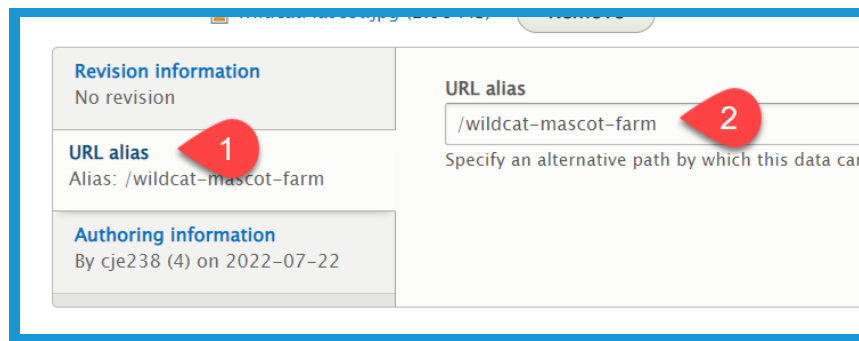 Revision information
No revision
URL alias
Alias: /wildcat-mascot-farm
1
Authoring information
By cje238 (4) on 2022-07-22
URL alias
/wildcat-mascot-farm
2
Specify an alternative path by which this data